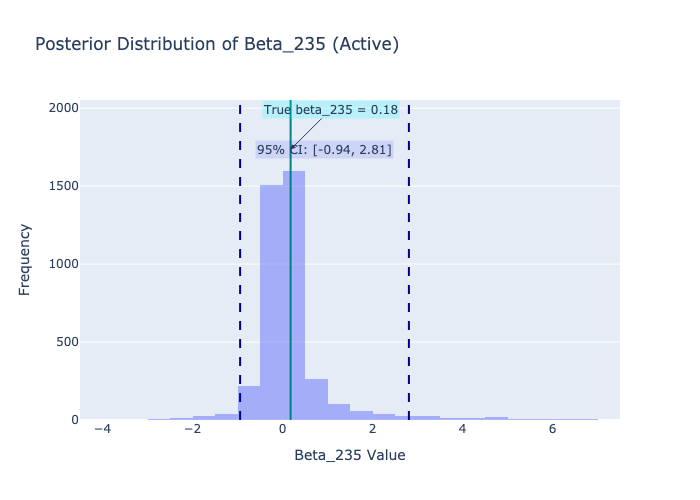 Posterior Distribution of Beta_235 (Active)
True beta_235 = 0.18
95% CI: [-0.94, 2.81]
2000
1500
1000
500
0
Frequency
−4 −2 0 2 4 6
Beta_235 Value